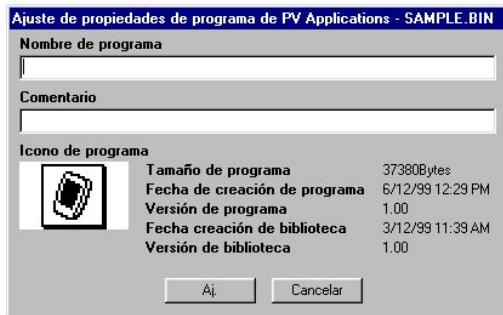 Ajuste de propiedades de programa de PV Applications - SAMPLE.BIN
Nombre de programa
Comentario
Icono de programa
Tamaño de programa 37380Bytes
Fecha de creación de programa 6/12/99 12:29 PM
Versión de programa 1.00
Fecha creación de biblioteca 3/12/99 11:39 AM
Versión de biblioteca 1.00
Aj. Cancelar